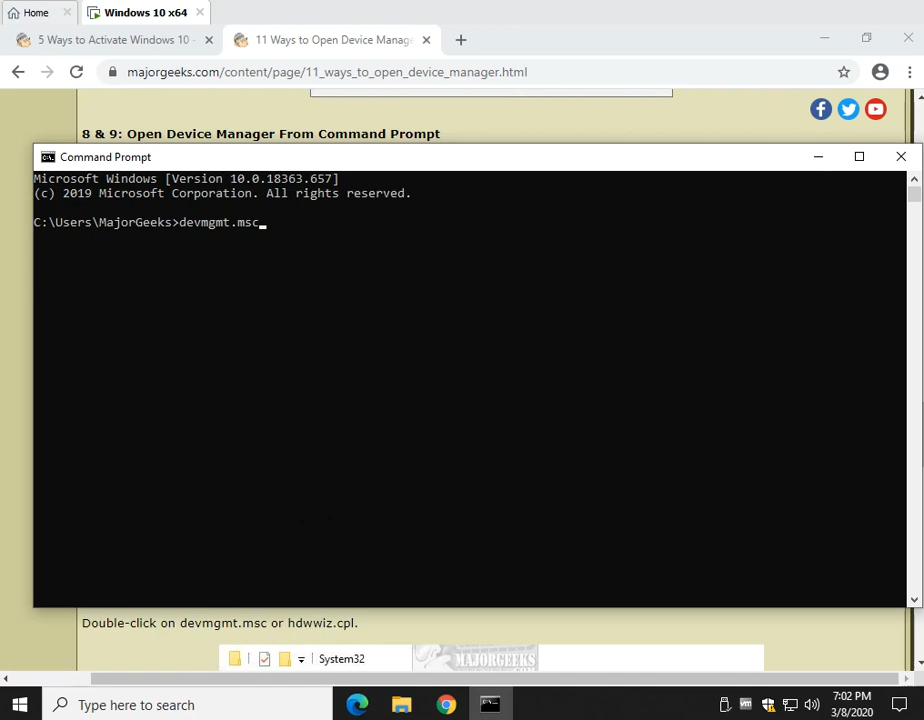 Home
Windows 10 x64
5 Ways to Activate Windows 10 -
11 Ways to Open Device Manage
majorgeeks.com/content/page/11_ways_to_open_device_manager.html
8 & 9: Open Device Manager From Command Prompt
Command Prompt
Microsoft Windows [Version 10.0.18363.657]
(c) 2019 Microsoft Corporation. All rights reserved.
C:\Users\MajorGeeks>devmgmt.msc
Double-click on devmgmt.msc or hdwwiz.cpl.
System32
MAJORGEEKS
Type here to search
7:02 PM
3/8/2020